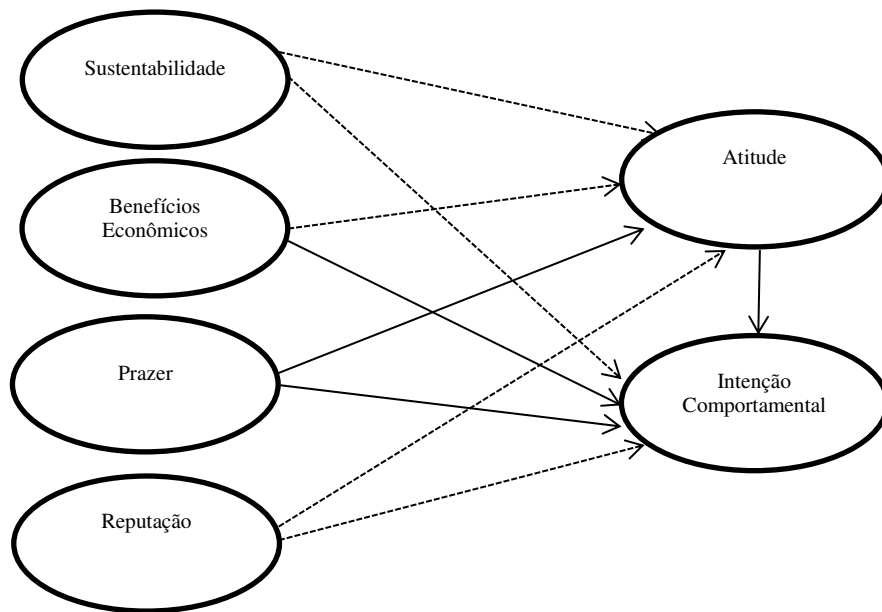 Sustentabilidade
Benefícios
Econômicos
Prazer
Reputação
Atitude
Intenção
Comportamental